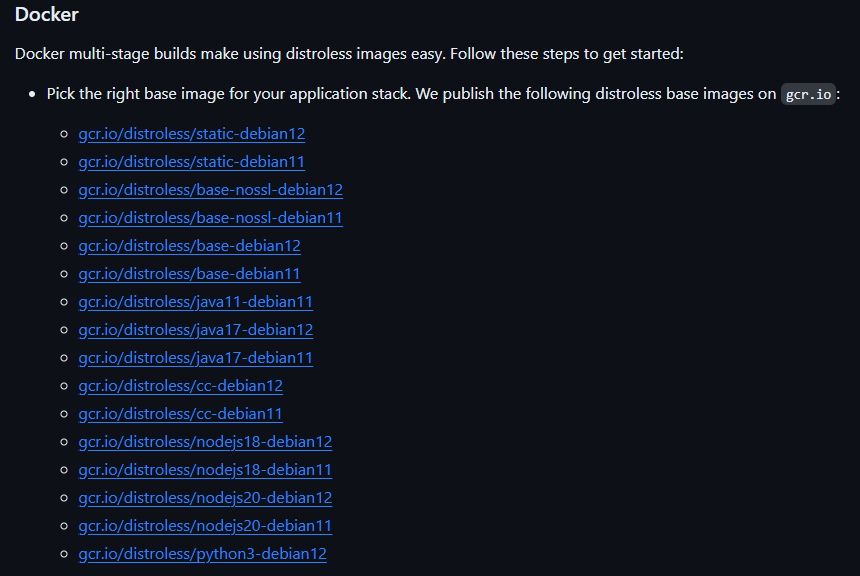 Docker
Docker multi-stage builds make using distroless images easy. Follow these steps to get started:
Pick the right base image for your application stack. We publish the following distroless base images on gcr.io:
gcr.io/distroless/static-debian12
gcr.io/distroless/static-debian11
gcr.io/distroless/base-nossl-debian12
gcr.io/distroless/base-nossl-debian11
gcr.io/distroless/base-debian12
gcr.io/distroless/base-debian11
gcr.io/distroless/java11-debian11
gcr.io/distroless/java17-debian12
gcr.io/distroless/java17-debian11
gcr.io/distroless/cc-debian12
gcr.io/distroless/cc-debian11
gcr.io/distroless/nodejs18-debian12
gcr.io/distroless/nodejs18-debian11
gcr.io/distroless/nodejs20-debian12
gcr.io/distroless/nodejs20-debian11
gcr.io/distroless/python3-debian12